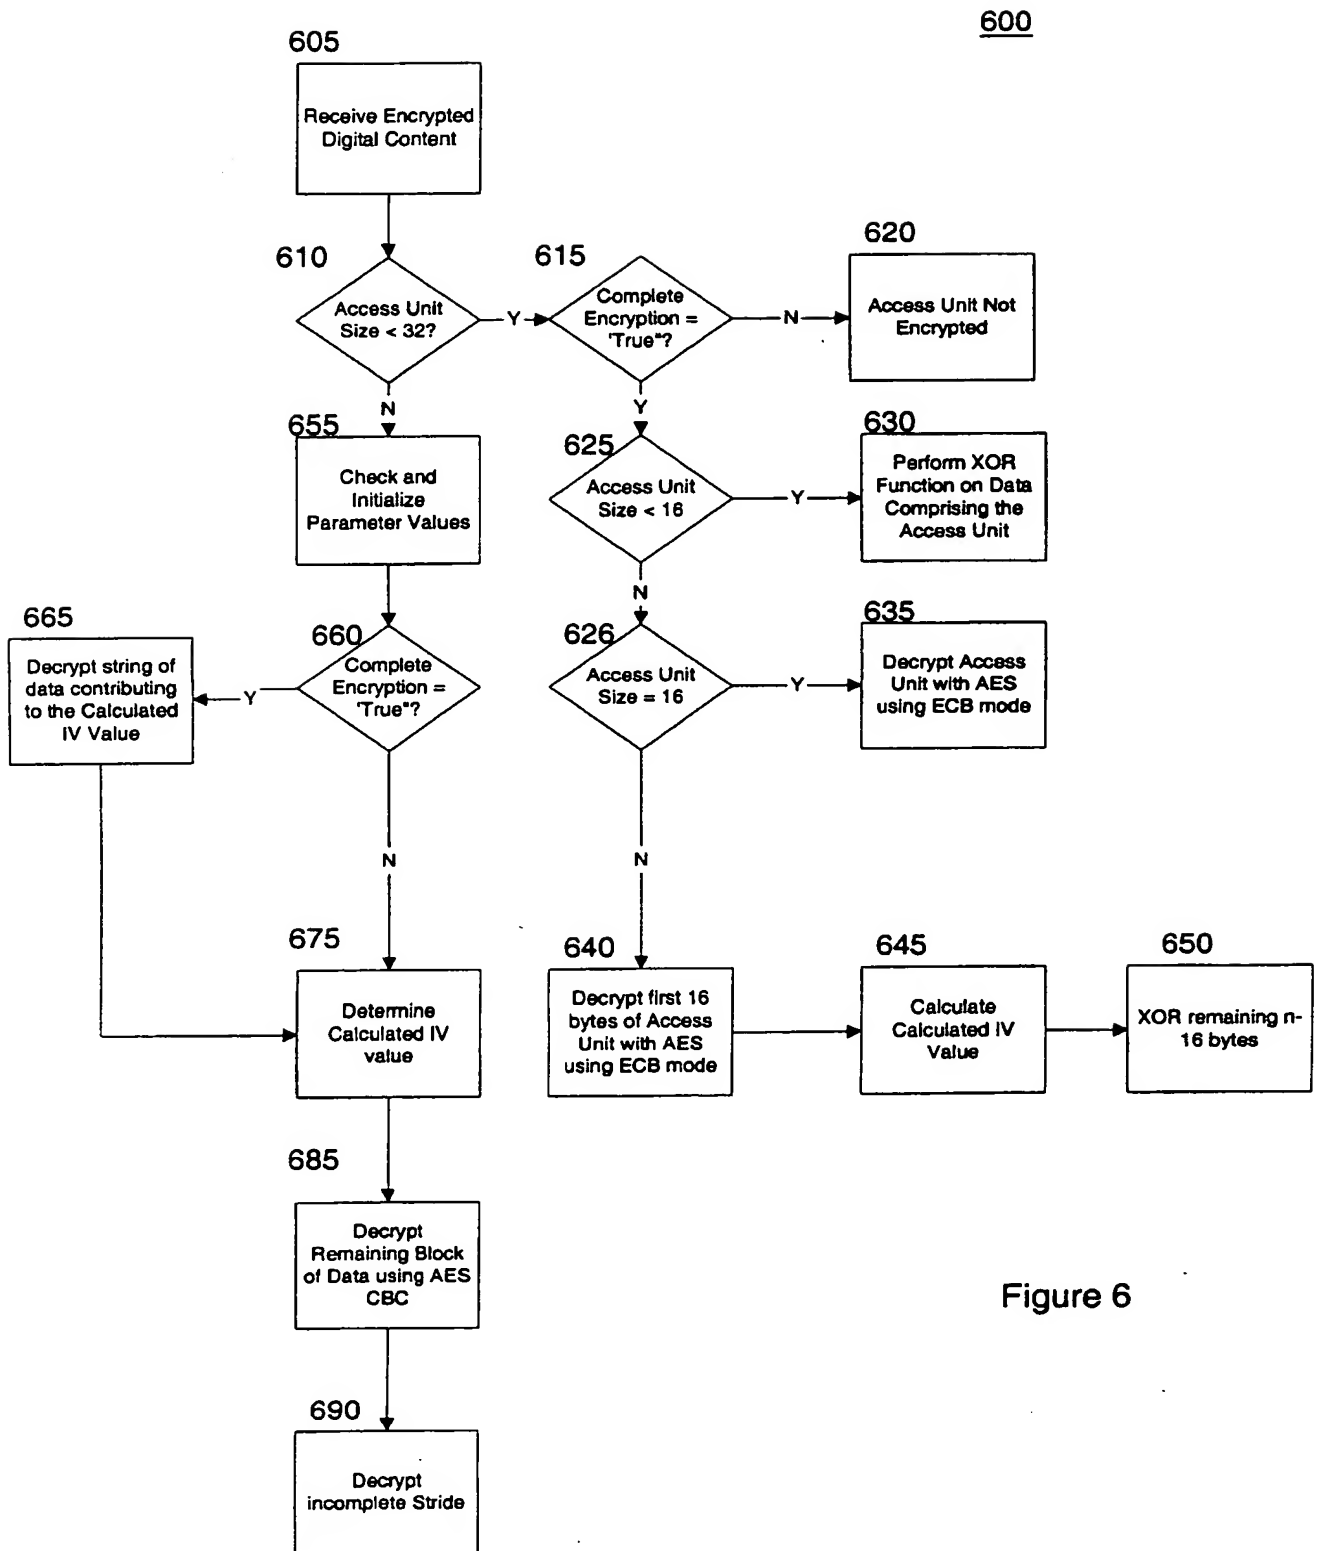 600
605
Receive Encrypted
Digital Content
610
Access Unit
Size < 32?
Y
615
Complete
Encryption =
'True"?
N
620
Access Unit Not
Encrypted
N
Y
655
Check and
Initialize
Parameter Values
625
Access Unit
Size < 16
Y
630
Perform XOR
Function on Data
Comprising the
Access Unit
N
665
Decrypt string of
data contributing
to the Calculated
IV Value
Y
660
Complete
Encryption =
'True"?
626
Access Unit
Size = 16
Y
635
Decrypt Access
Unit with AES
using ECB mode
N
N
675
Determine
Calculated IV
value
640
Decrypt first 16
bytes of Access
Unit with AES
using ECB mode
645
Calculate
Calculated IV
Value
650
XOR remaining n-
16 bytes
685
Decrypt
Remaining Block
of Data using AES
CBC
Figure 6
690
Decrypt
incomplete Stride